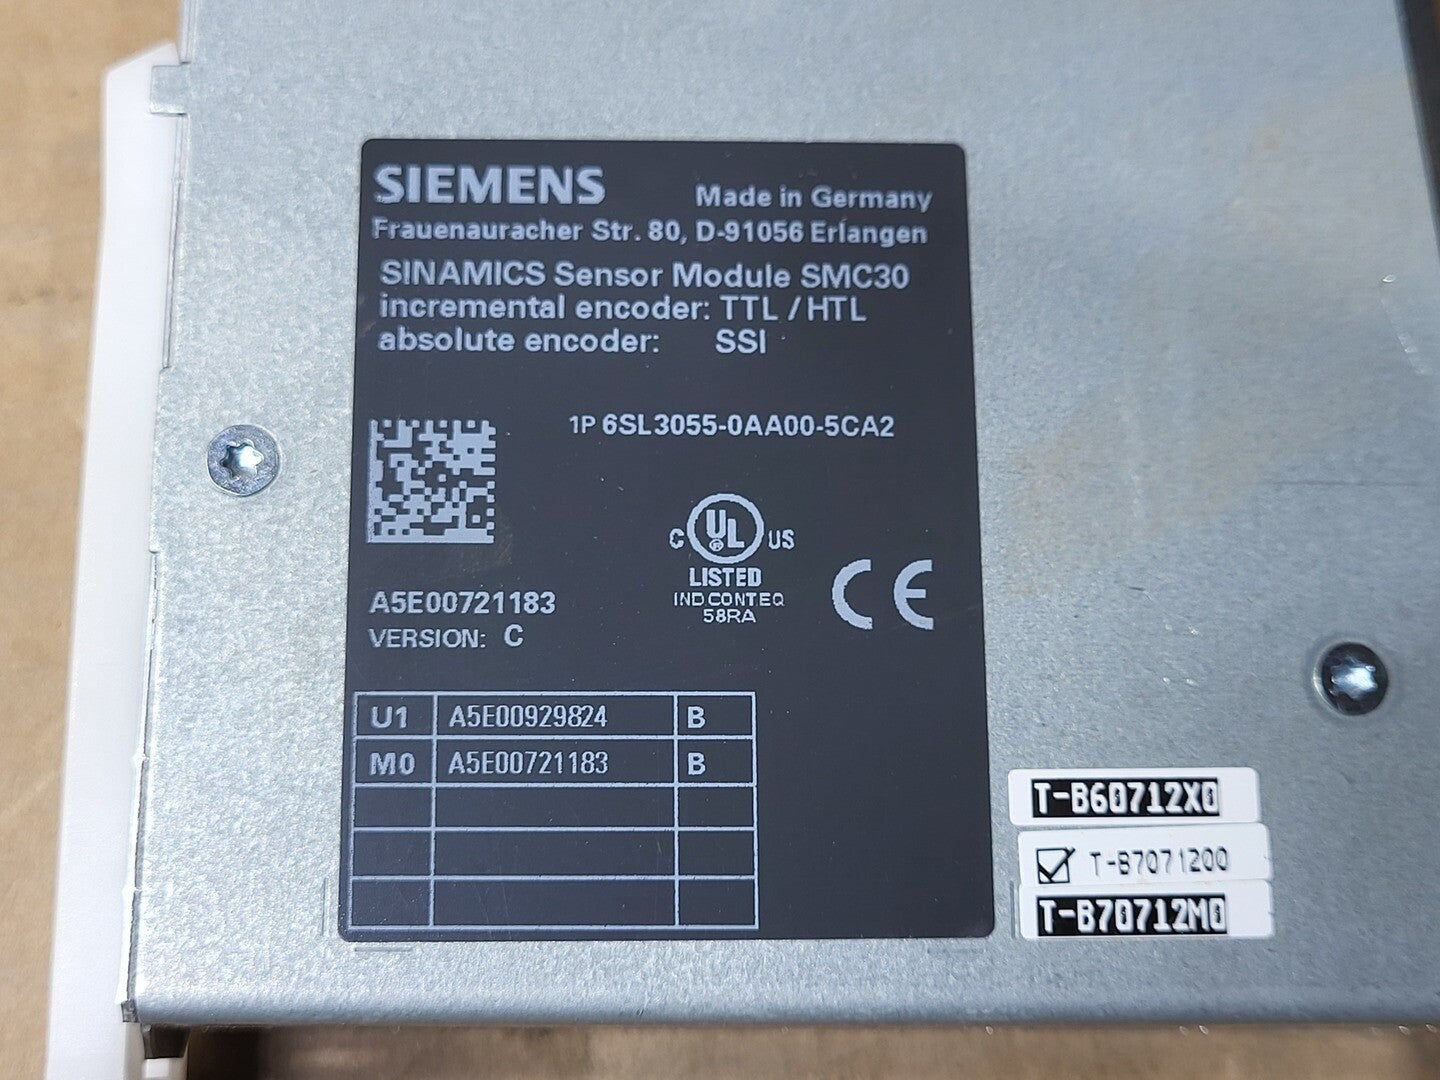 SIEMENS Made in Germany
Frauenauracher Str. 80, D-91056 Erlangen
SINAMICS Sensor Module SMC30
incremental encoder: TTL / HTL
absolute encoder: SSI
1P 6SL3055-0AA00-5CA2
C UL ® US
LISTED
IND CONT EQ
58RA
CE
A5E00721183
VERSION: C
U1 A5E00929824 B
M0 A5E00721183 B
T-B60712X0
T-B7071200
T-B70712M0